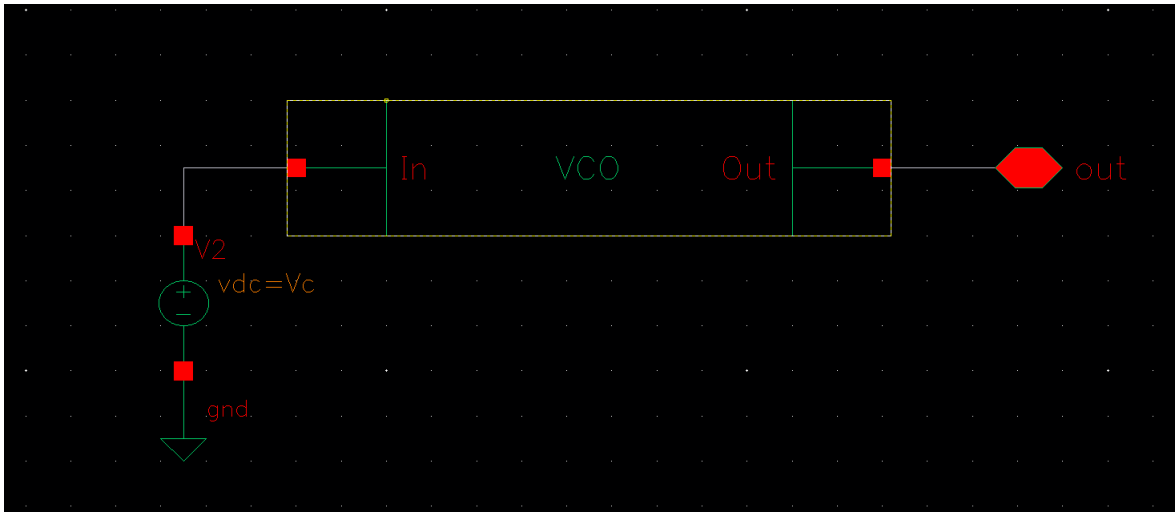 In
VCO
Out
out
V2
vdc=Vc
gnd